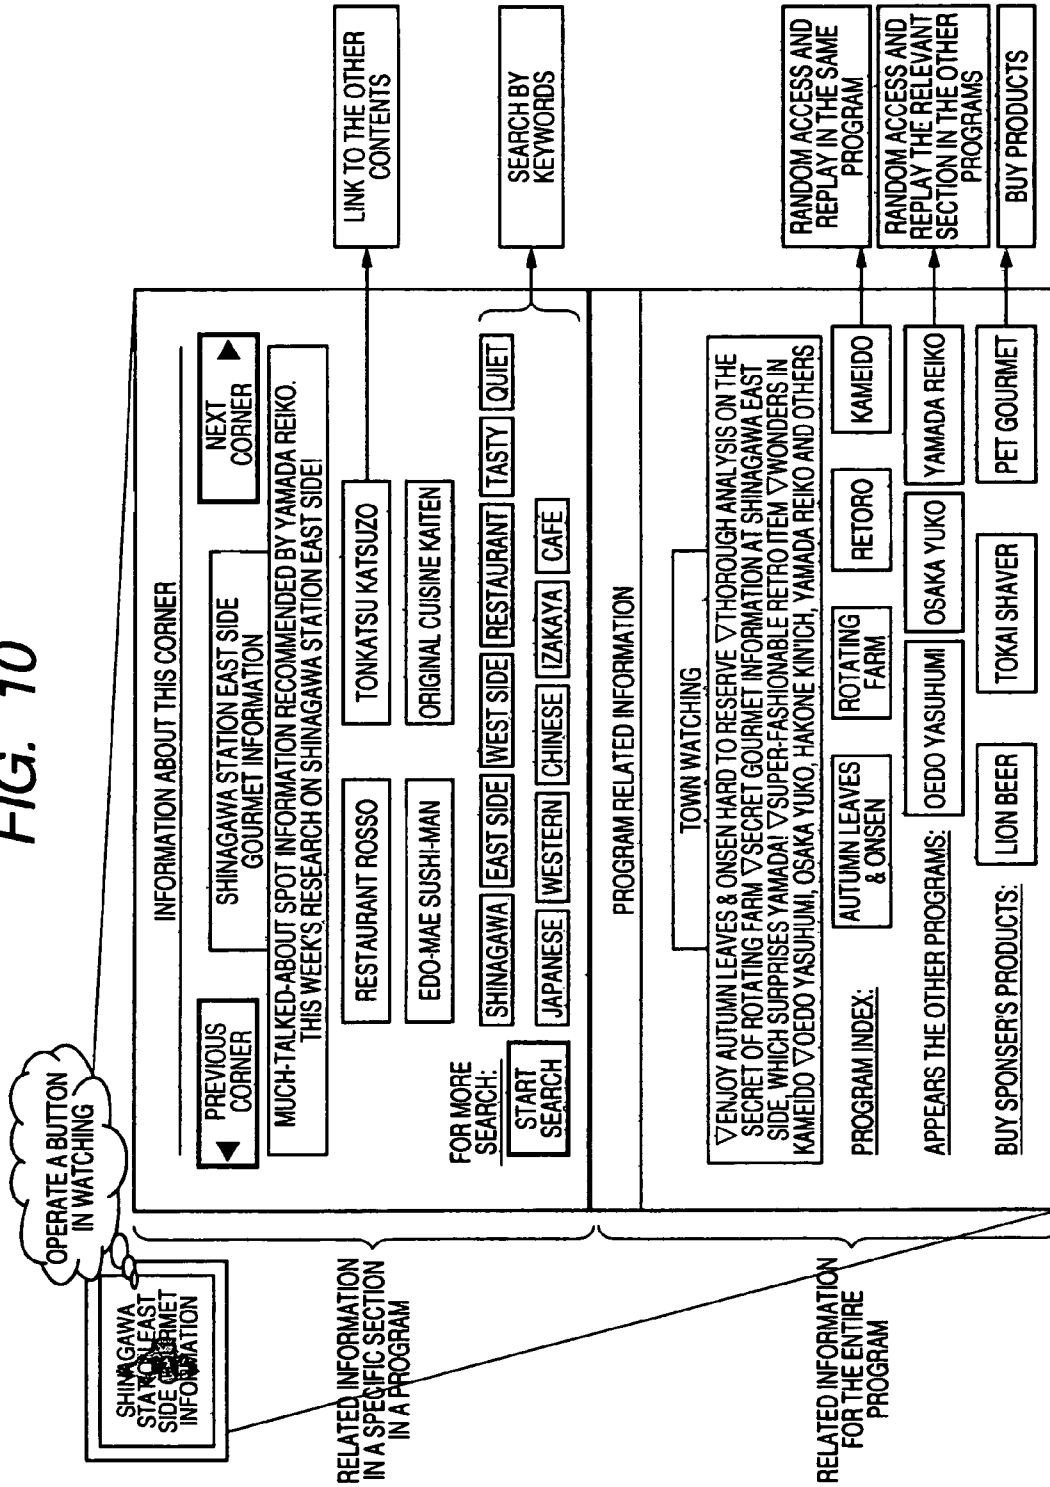 FIG. 10
OPERATE A BUTTON
IN WATCHING
SHINAGAWA
STATION EAST
SIDE GOURMET
INFORMATION
RELATED INFORMATION
IN A SPECIFIC SECTION
IN A PROGRAM
INFORMATION ABOUT THIS CORNER
◀ PREVIOUS
CORNER
SHINAGAWA STATION EAST SIDE
GOURMET INFORMATION
NEXT ▶
CORNER
MUCH-TALKED-ABOUT SPOT INFORMATION RECOMMENDED BY YAMADA REIKO.
THIS WEEK'S RESEARCH ON SHINAGAWA STATION EAST SIDE!
RESTAURANT ROSSO
TONKATSU KATSUZO
EDO-MAE SUSHI-MAN
ORIGINAL CUISINE KAITEN
LINK TO THE OTHER
CONTENTS
FOR MORE
SEARCH:
START
SEARCH
SHINAGAWA EAST SIDE WEST SIDE RESTAURANT TASTY QUIET
JAPANESE WESTERN CHINESE IZAKAYA CAFE
SEARCH BY
KEYWORDS
RELATED INFORMATION
FOR THE ENTIRE
PROGRAM
PROGRAM RELATED INFORMATION
TOWN WATCHING
▽ENJOY AUTUMN LEAVES & ONSEN HARD TO RESERVE ▽THOROUGH ANALYSIS ON THE
SECRET OF ROTATING FARM ▽SECRET GOURMET INFORMATION AT SHINAGAWA EAST
SIDE, WHICH SURPRISES YAMADA! ▽SUPER-FASHIONABLE RETRO ITEM ▽WONDERS IN
KAMEIDO ▽OEDO YASUHUMI, OSAKA YUKO, HAKONE KIN'ICH, YAMADA REIKO AND OTHERS
PROGRAM INDEX:
AUTUMN LEAVES
& ONSEN
ROTATING
FARM
RETORO
KAMEIDO
RANDOM ACCESS AND
REPLAY IN THE SAME
PROGRAM
APPEARS THE OTHER PROGRAMS:
OEDO YASUHUMI
OSAKA YUKO
YAMADA REIKO
RANDOM ACCESS AND
REPLAY THE RELEVANT
SECTION IN THE OTHER
PROGRAMS
BUY SPONSER'S PRODUCTS:
LION BEER
TOKAI SHAVER
PET GOURMET
BUY PRODUCTS